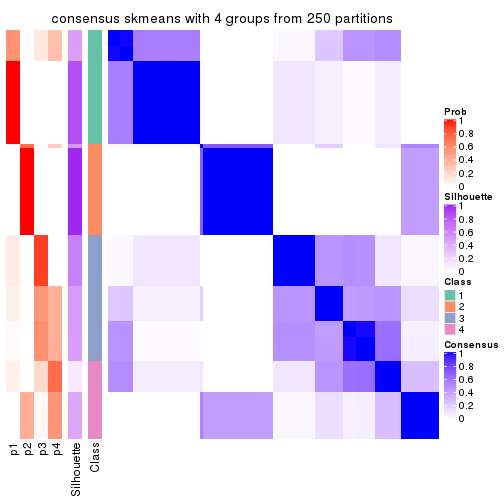 consensus skmeans with 4 groups from 250 partitions
Prob
1
0.8
0.6
0.4
0.2
0
Silhouette
1
0.8
0.6
0.4
0.2
0
Class
1
2
3
4
Consensus
1
0.8
0.6
0.4
0.2
0
p1
p2
p3
p4
Silhouette
Class